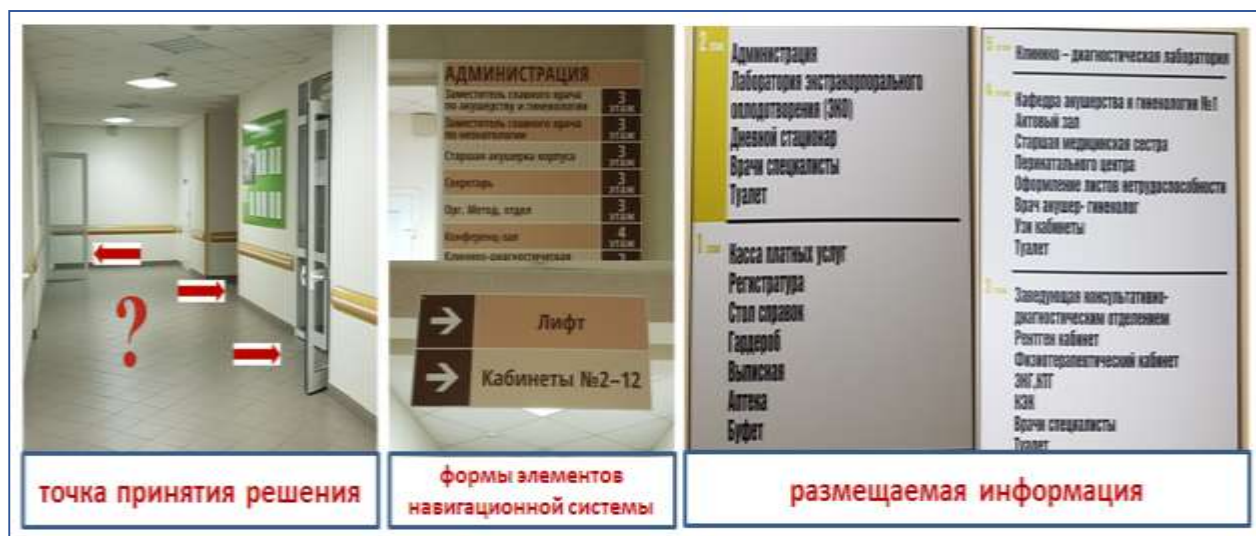 ?
АДМИНИСТРАЦИЯ
Заместитель главного врача
по акушерству и гинекологии
3
этаж
Заместитель главного врача
по неонатологии
3
этаж
Старшая акушерка корпуса
3
этаж
Секретарь
3
этаж
Орг. Метод. отдел
3
этаж
Конференц-зал
4
этаж
Клинико-диагностическая
→ Лифт
→ Кабинеты №2–12
Администрация
Лаборатория экстракорпорального
оплодотворения (ЭКО)
Дневной стационар
Врачи специалисты
Туалет
1
Касса платных услуг
Регистратура
Стол справок
Гардероб
Выписная
Аптека
Буфет
Клинико – диагностическая лаборатория
Кафедра акушерства и гинекологии №1
Актовый зал
Старшая медицинская сестра
Перинатального центра
Оформление листов нетрудоспособности
Врач акушер- гинеколог
Узи кабинеты
Туалет
Заведующая консультативно-
диагностическим отделением
Рентген кабинет
Физиотерапевтический кабинет
ЭКГ,КТГ
КЭК
Врачи специалисты
Туалет
точка принятия решения
формы элементов
навигационной системы
размещаемая информация